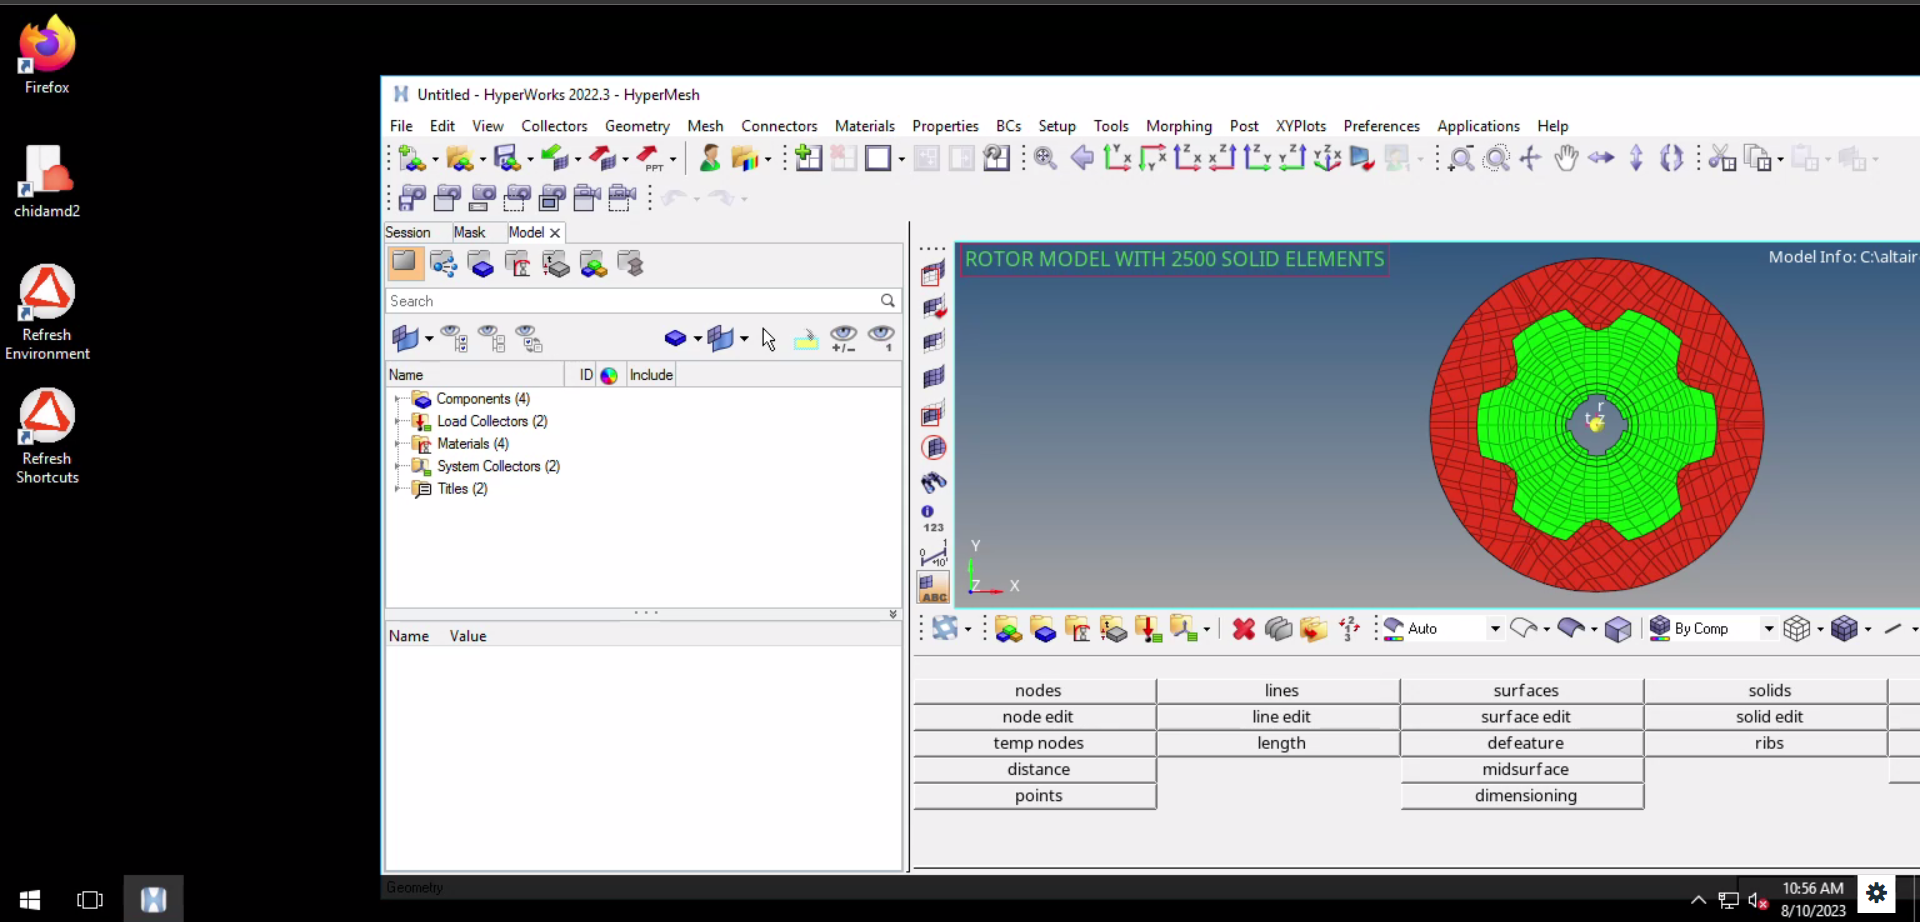 Firefox
chidamd2
Refresh
Environment
Refresh
Shortcuts
Untitled - HyperWorks 2022.3 - HyperMesh
File Edit View Collectors Geometry Mesh Connectors Materials Properties BCs Setup Tools Morphing Post XYPlots Preferences Applications Help
PPT
Session Mask Model
Search
+/-
1
Name ID Include
Components (4)
Load Collectors (2)
Materials (4)
System Collectors (2)
Titles (2)
Name Value
123
ABC
ROTOR MODEL WITH 2500 SOLID ELEMENTS
Model Info: C:\altair
r
t z
Y
Z X
Auto
By Comp
nodes lines surfaces solids
node edit line edit surface edit solid edit
temp nodes length defeature ribs
distance midsurface
points dimensioning
Geometry
10:56 AM
8/10/2023